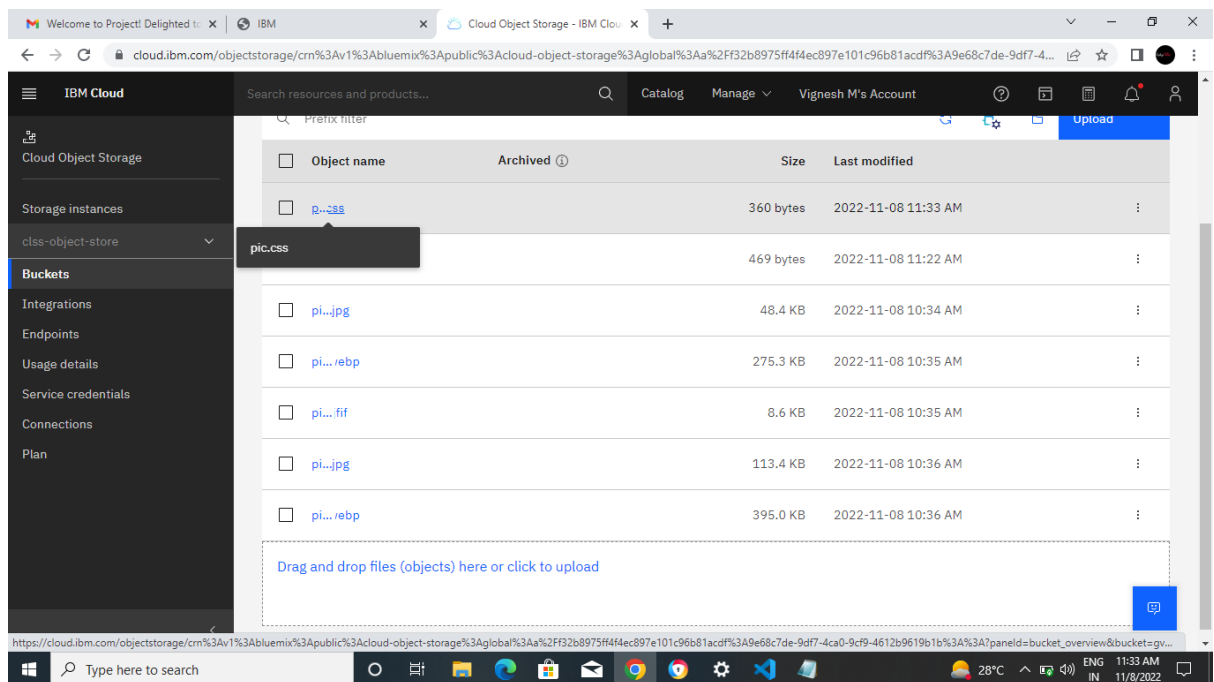 Welcome to Project! Delighted to
IBM
Cloud Object Storage - IBM Clou
cloud.ibm.com/objectstorage/crn%3Av1%3Abluemix%3Apublic%3Acloud-object-storage%3Aglobal%3Aa%2Ff32b8975ff4f4ec897e101c96b81acdf%3A9e68c7de-9df7-4...
IBM Cloud
Search resources and products...
Catalog
Manage
Vignesh M's Account
Prefix filter
Upload
Cloud Object Storage
Storage instances
clss-object-store
Buckets
Integrations
Endpoints
Usage details
Service credentials
Connections
Plan
Object name Archived Size Last modified
p...css 360 bytes 2022-11-08 11:33 AM
pic.css
469 bytes 2022-11-08 11:22 AM
pi...jpg 48.4 KB 2022-11-08 10:34 AM
pi... ebp 275.3 KB 2022-11-08 10:35 AM
pi... fif 8.6 KB 2022-11-08 10:35 AM
pi...jpg 113.4 KB 2022-11-08 10:36 AM
pi... ebp 395.0 KB 2022-11-08 10:36 AM
Drag and drop files (objects) here or click to upload
https://cloud.ibm.com/objectstorage/crn%3Av1%3Abluemix%3Apublic%3Acloud-object-storage%3Aglobal%3Aa%2Ff32b8975ff4f4ec897e101c96b81acdf%3A9e68c7de-9df7-4ca0-9cf9-4612b9619b1b%3A%3A?paneId=bucket_overview&bucket=gv...
Type here to search
28°C
ENG
IN
11:33 AM
11/8/2022